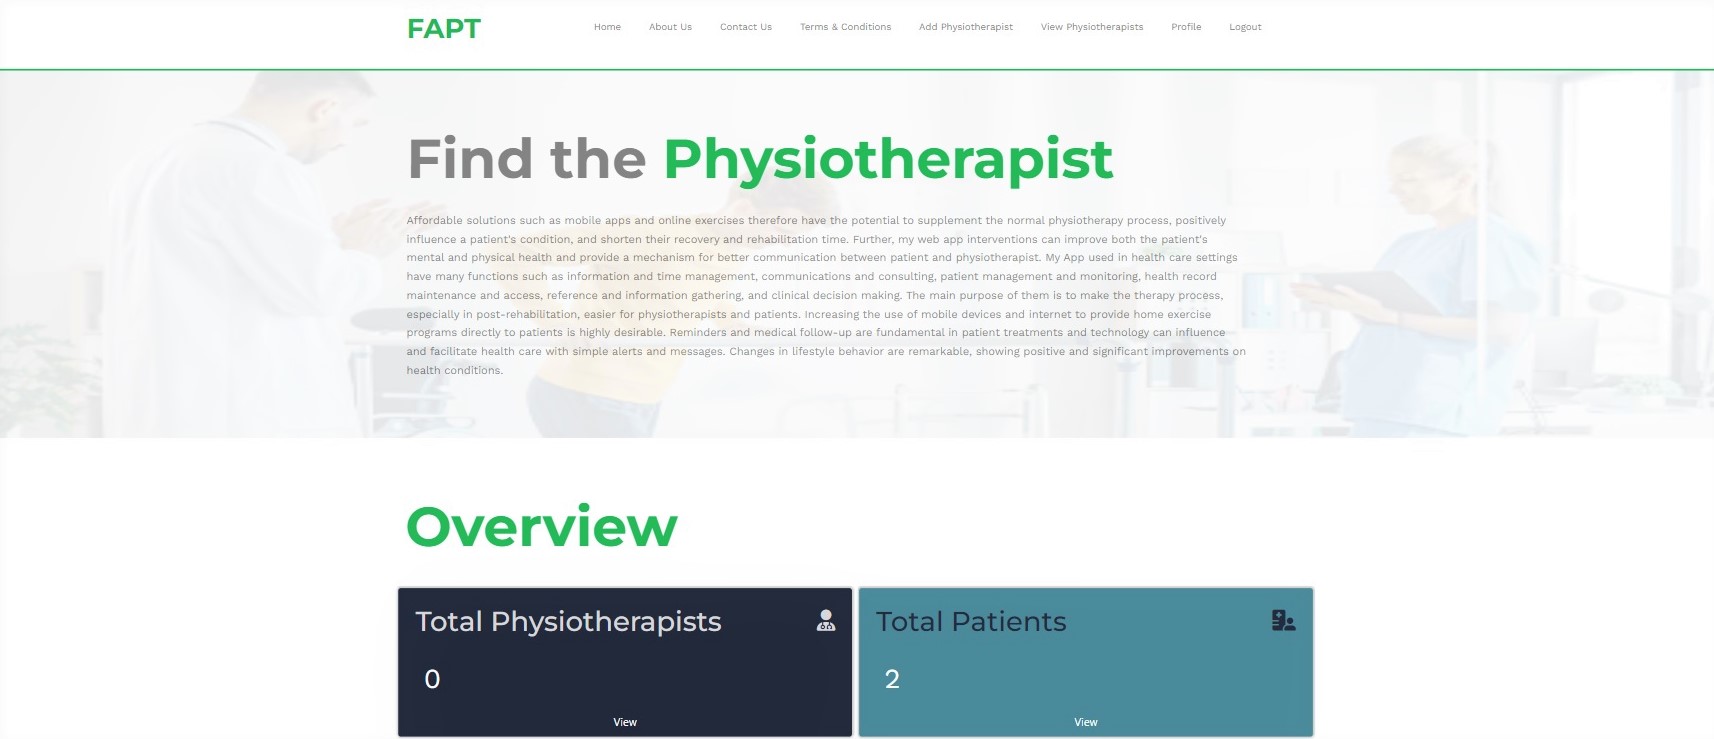 FAPT
Home About Us Contact Us Terms & Conditions Add Physiotherapist View Physiotherapists Profile Logout
Find the Physiotherapist
Affordable solutions such as mobile apps and online exercises therefore have the potential to supplement the normal physiotherapy process, positively
influence a patient's condition, and shorten their recovery and rehabilitation time. Further, my web app interventions can improve both the patient's
mental and physical health and provide a mechanism for better communication between patient and physiotherapist. My App used in health care settings
have many functions such as information and time management, communications and consulting, patient management and monitoring, health record
maintenance and access, reference and information gathering, and clinical decision making. The main purpose of them is to make the therapy process,
especially in post-rehabilitation, easier for physiotherapists and patients. Increasing the use of mobile devices and internet to provide home exercise
programs directly to patients is highly desirable. Reminders and medical follow-up are fundamental in patient treatments and technology can influence
and facilitate health care with simple alerts and messages. Changes in lifestyle behavior are remarkable, showing positive and significant improvements on
health conditions.
Overview
Total Physiotherapists
0
View
Total Patients
2
View